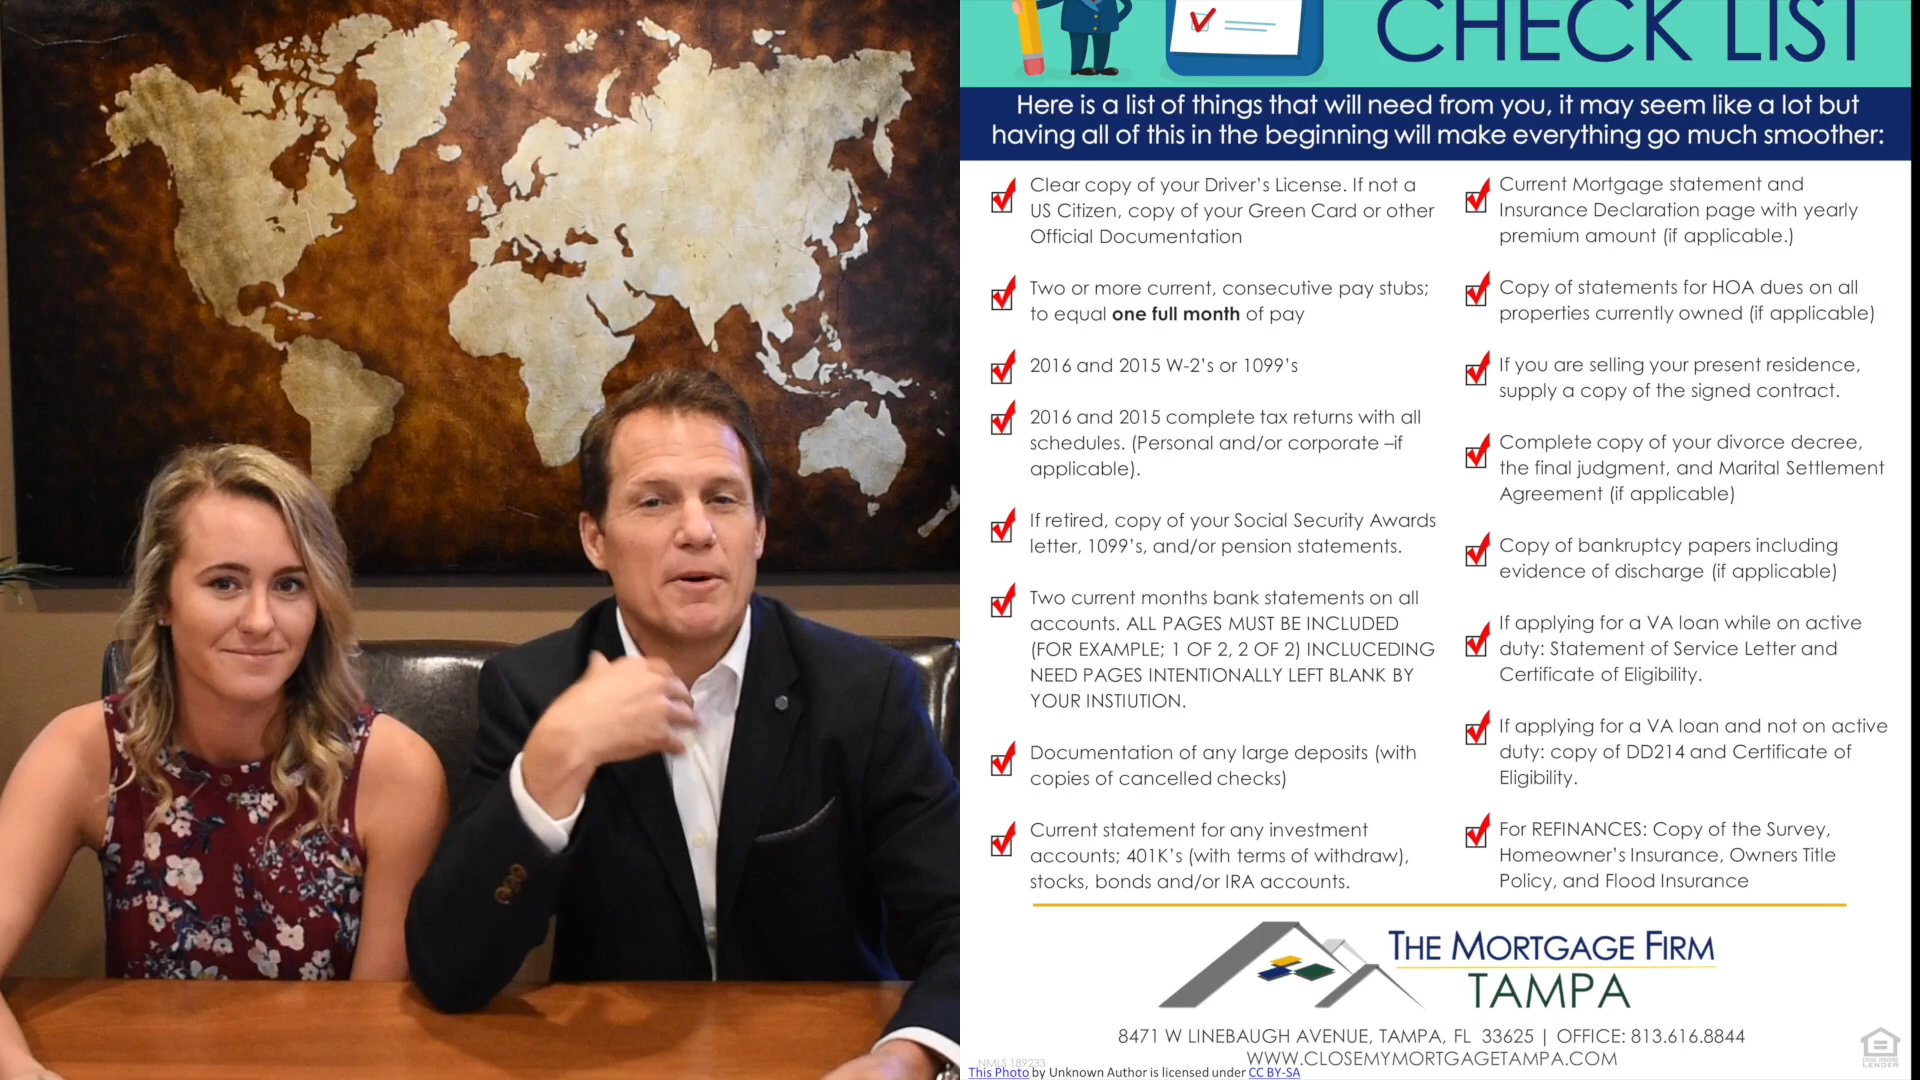 CHECK LIST
Here is a list of things that will need from you, it may seem like a lot but
having all of this in the beginning will make everything go much smoother:
Clear copy of your Driver's License. If not a
US Citizen, copy of your Green Card or other
Official Documentation
Two or more current, consecutive pay stubs;
to equal one full month of pay
2016 and 2015 W-2's or 1099's
2016 and 2015 complete tax returns with all
schedules. (Personal and/or corporate –if
applicable).
If retired, copy of your Social Security Awards
letter, 1099's, and/or pension statements.
Two current months bank statements on all
accounts. ALL PAGES MUST BE INCLUDED
(FOR EXAMPLE; 1 OF 2, 2 OF 2) INCLUCEDING
NEED PAGES INTENTIONALLY LEFT BLANK BY
YOUR INSTIUTION.
Documentation of any large deposits (with
copies of cancelled checks)
Current statement for any investment
accounts; 401K's (with terms of withdraw),
stocks, bonds and/or IRA accounts.
Current Mortgage statement and
Insurance Declaration page with yearly
premium amount (if applicable.)
Copy of statements for HOA dues on all
properties currently owned (if applicable)
If you are selling your present residence,
supply a copy of the signed contract.
Complete copy of your divorce decree,
the final judgment, and Marital Settlement
Agreement (if applicable)
Copy of bankruptcy papers including
evidence of discharge (if applicable)
If applying for a VA loan while on active
duty: Statement of Service Letter and
Certificate of Eligibility.
If applying for a VA loan and not on active
duty: copy of DD214 and Certificate of
Eligibility.
For REFINANCES: Copy of the Survey,
Homeowner's Insurance, Owners Title
Policy, and Flood Insurance
THE MORTGAGE FIRM
TAMPA
8471 W LINEBAUGH AVENUE, TAMPA, FL 33625 | OFFICE: 813.616.8844
WWW.CLOSEMYMORTGAGETAMPA.COM
NMLS 189233
This Photo by Unknown Author is licensed under CC BY-SA
EQUAL HOUSING
LENDER